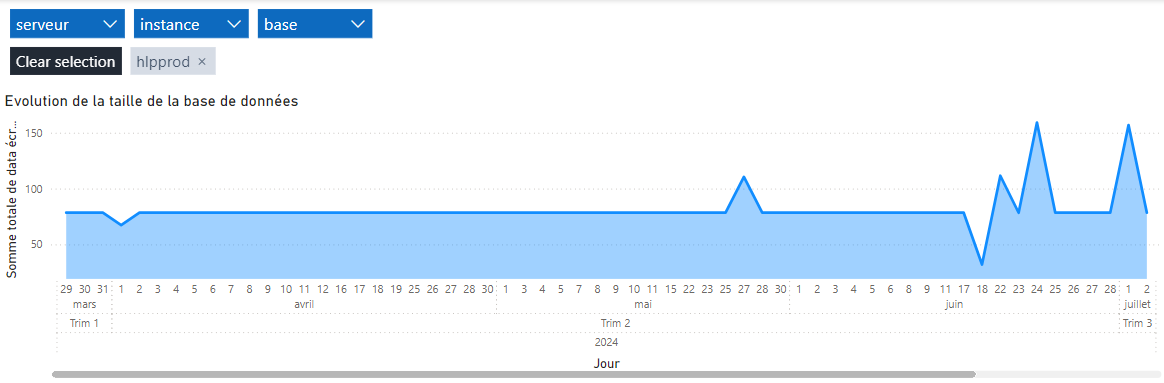 serveur instance base
Clear selection hlpprod ×
Evolution de la taille de la base de données
Somme totale de data écr...
150
100
50
29 30 31 1 2 3 4 5 6 7 8 9 10 11 12 16 17 18 19 25 26 27 28 30 1 3 4 5 7 8 9 10 11 15 22 23 25 27 28 30 1 2 3 4 5 6 8 9 11 17 18 22 23 24 25 26 27 28 1 2
mars avril mai juin juillet
Trim 1 Trim 2 Trim 3
2024
Jour